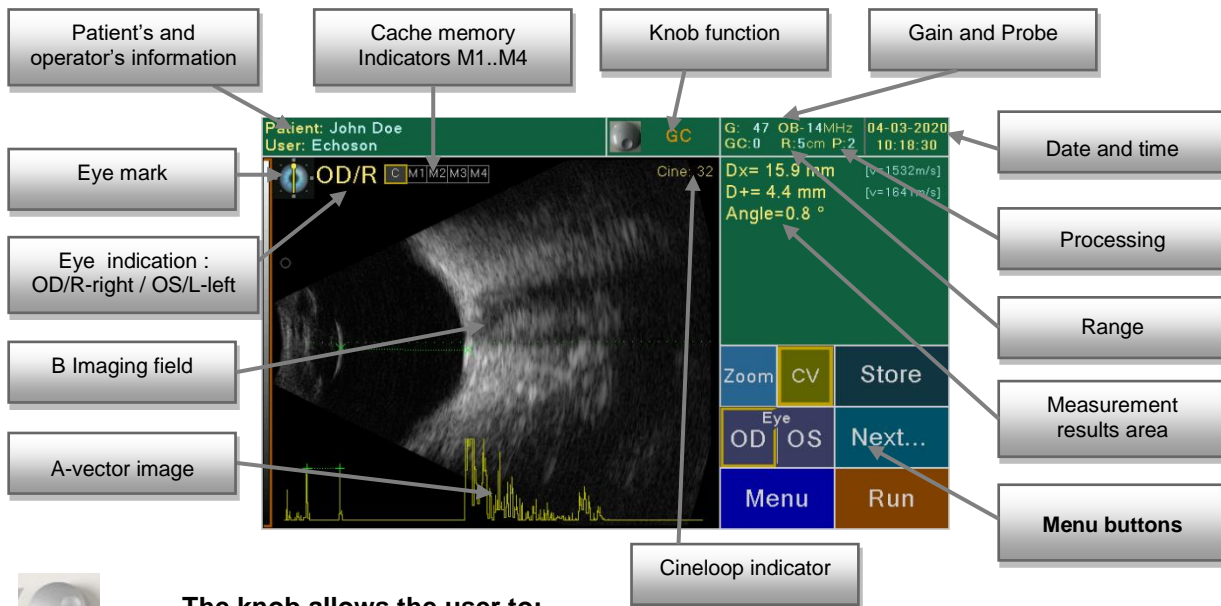 Patient's and
operator's information
Cache memory
Indicators M1..M4
Knob function
Gain and Probe
Patient: John Doe
User: Echoson
GC
G: 47 OB-14MHz
GC:0 R:5cm P:2
04-03-2020
10:18:30
Date and time
Eye mark
OD/R
C M1 M2 M3 M4
Cine: 32
Dx= 15.9 mm [v=1532m/s]
D+= 4.4 mm [v=1641m/s]
Angle=0.8 °
Processing
Eye indication :
OD/R-right / OS/L-left
Range
B Imaging field
Zoom CV Store
Measurement
results area
Eye
OD OS Next...
A-vector image
Menu Run
Menu buttons
Cineloop indicator
The knob allows the user to: